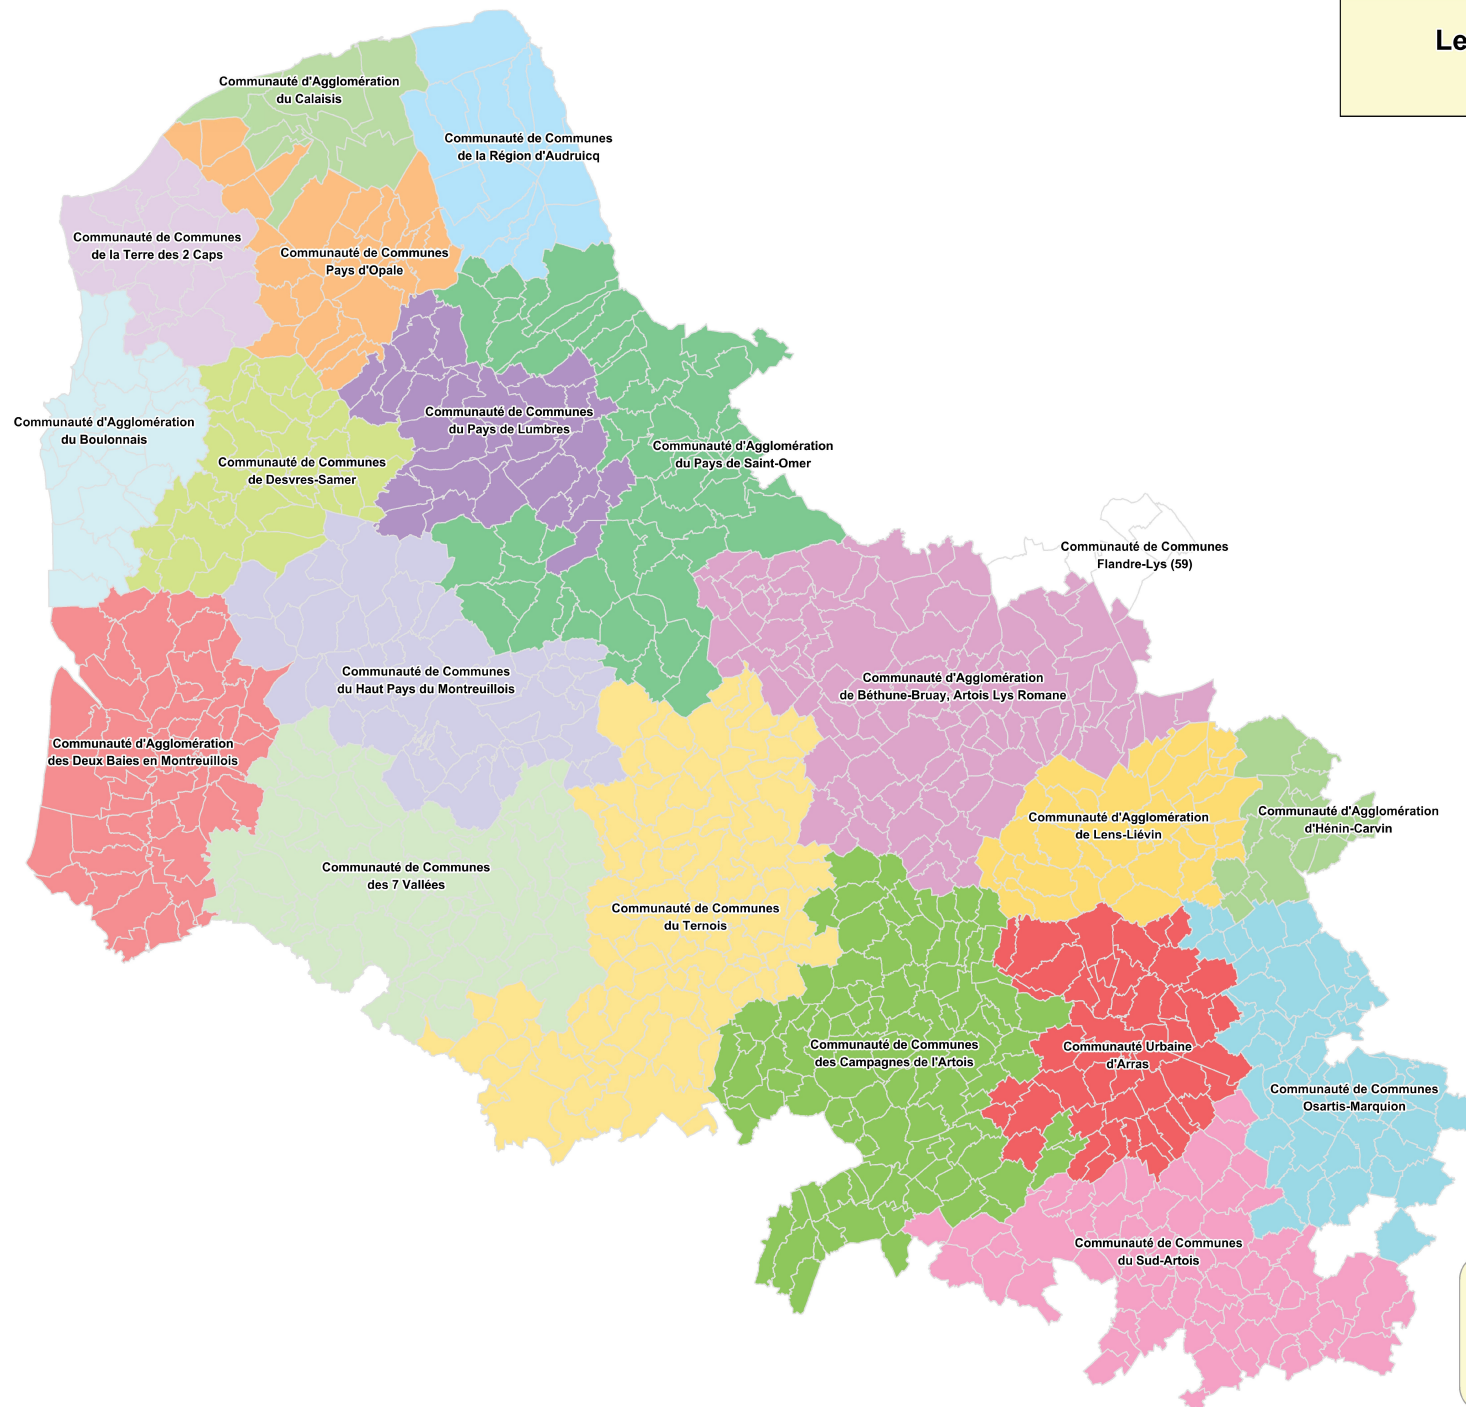 Le
Communauté d'Agglomération
du Calaisis
Communauté de Communes
de la Région d'Audruicq
Communauté de Communes
de la Terre des 2 Caps
Communauté de Communes
Pays d'Opale
Communauté d'Agglomération
du Boulonnais
Communauté de Communes
du Pays de Lumbres
Communauté d'Agglomération
du Pays de Saint-Omer
Communauté de Communes
de Desvres-Samer
Communauté de Communes
Flandre-Lys (59)
Communauté de Communes
du Haut Pays du Montreuillois
Communauté d'Agglomération
de Béthune-Bruay, Artois Lys Romane
Communauté d'Agglomération
des Deux Baies en Montreuillois
Communauté d'Agglomération
de Lens-Liévin
Communauté d'Agglomération
d'Hénin-Carvin
Communauté de Communes
des 7 Vallées
Communauté de Communes
du Ternois
Communauté de Communes
des Campagnes de l'Artois
Communauté Urbaine
d'Arras
Communauté de Communes
Osartis-Marquion
Communauté de Communes
du Sud-Artois